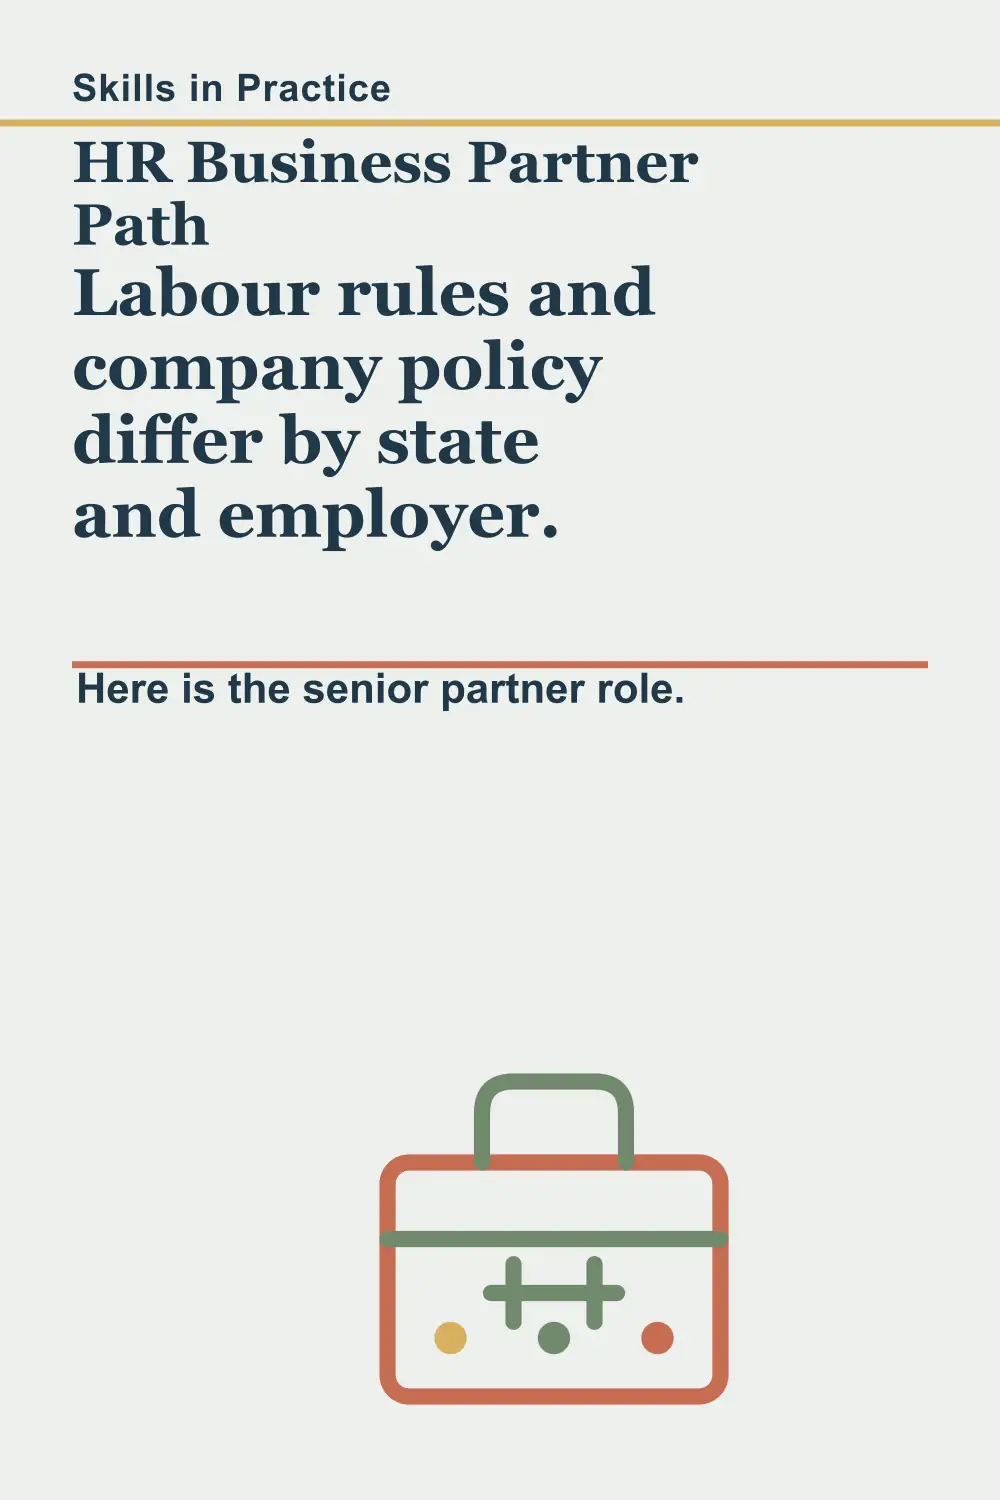 Skills in Practice
HR Business Partner
Path
Labour rules and
company policy
differ by state
and employer.
Here is the senior partner role.